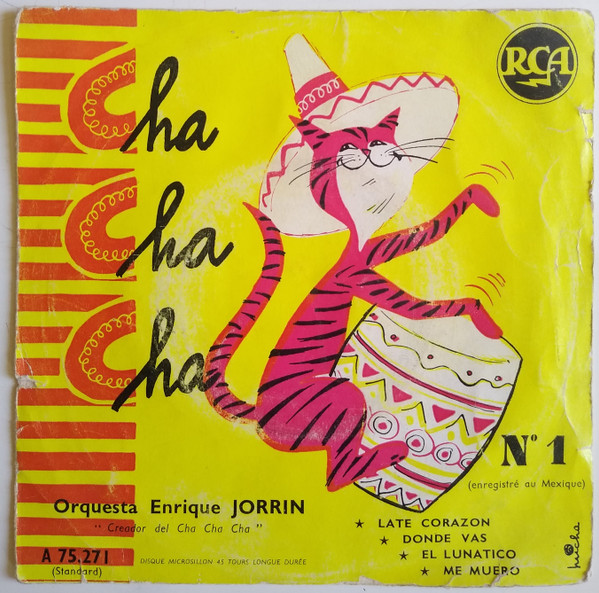 RCA
Cha
Cha
Cha
Nº 1
(enregistré au Mexique)
Orquesta Enrique JORRIN
" Creador del Cha Cha Cha "
★ LATE CORAZON
★ DONDE VAS
★ EL LUNATICO
★ ME MUERO
A 75.271
(Standard)
DISQUE MICROSILLON 45 TOURS LONGUE DURÉE
micha